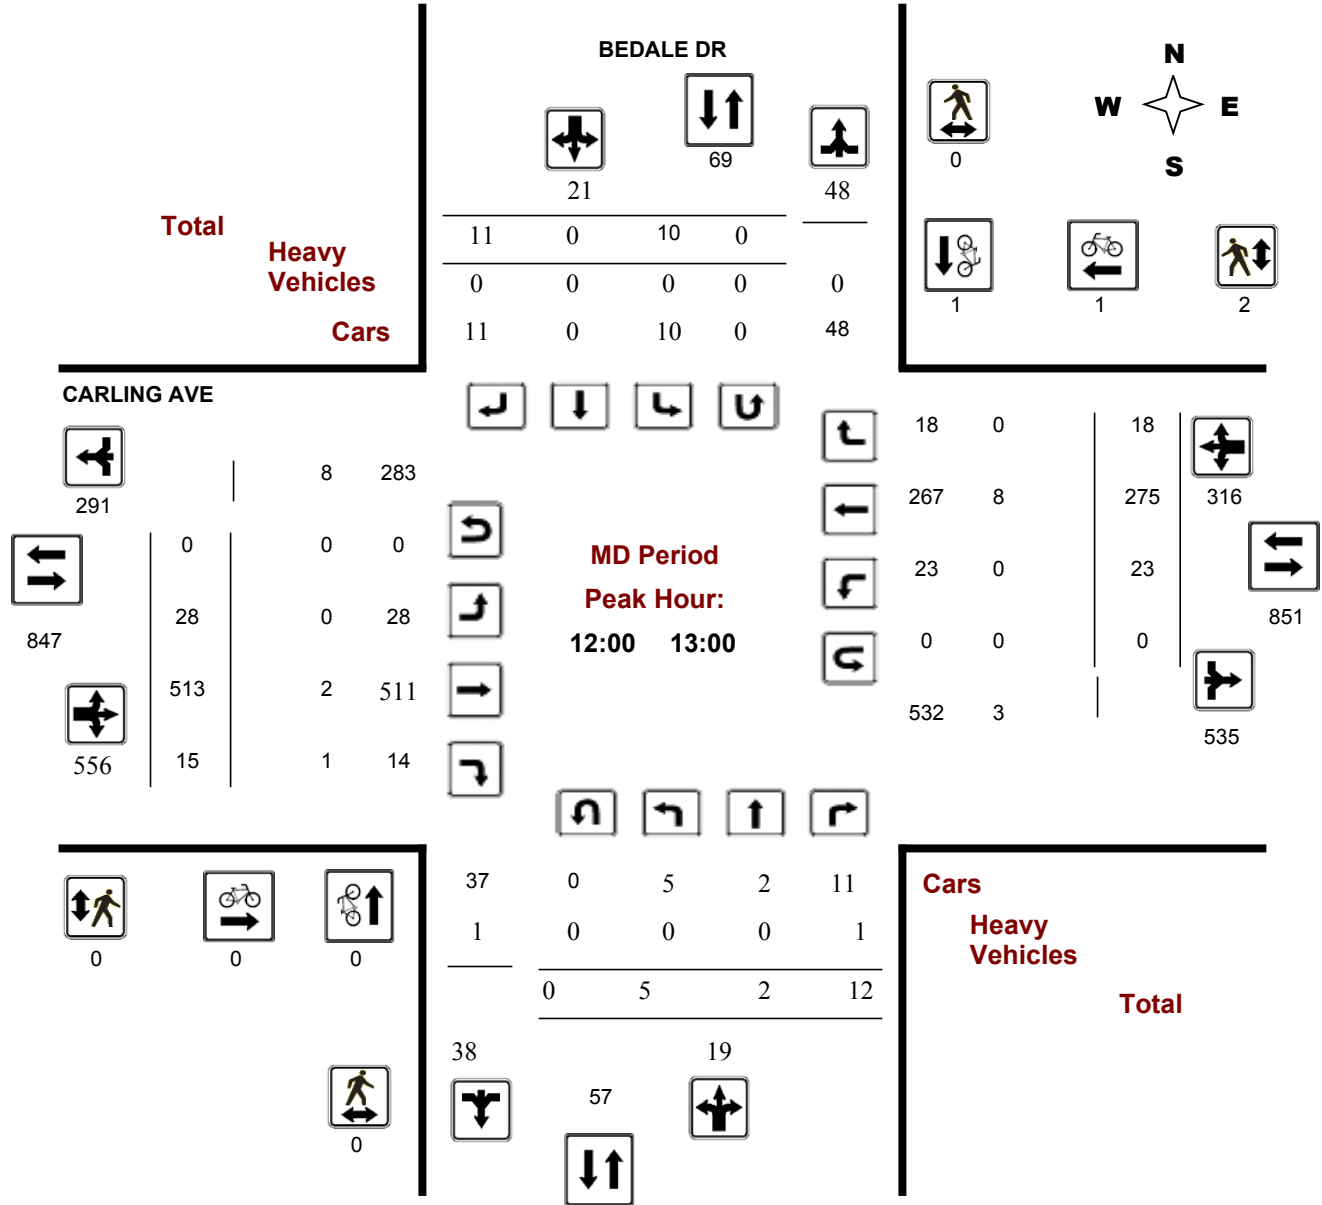 BEDALE DR
N
W E
S
69
0
21
48
Total
11 0 10 0
Heavy
Vehicles
0 0 0 0 0
1 1 2
Cars
11 0 10 0 48
CARLING AVE
18 0 18
8 283
291
267 8 275 316
0 0 0
MD Period
23 0 23
Peak Hour:
28 0 28
851
847
12:00 13:00
0 0 0
513 2 511
532 3
535
556 15 1 14
37 0 5 2 11
Cars
1 0 0 0 1
Heavy
Vehicles
0 0 0
0 5 2 12
Total
38 19
57
0